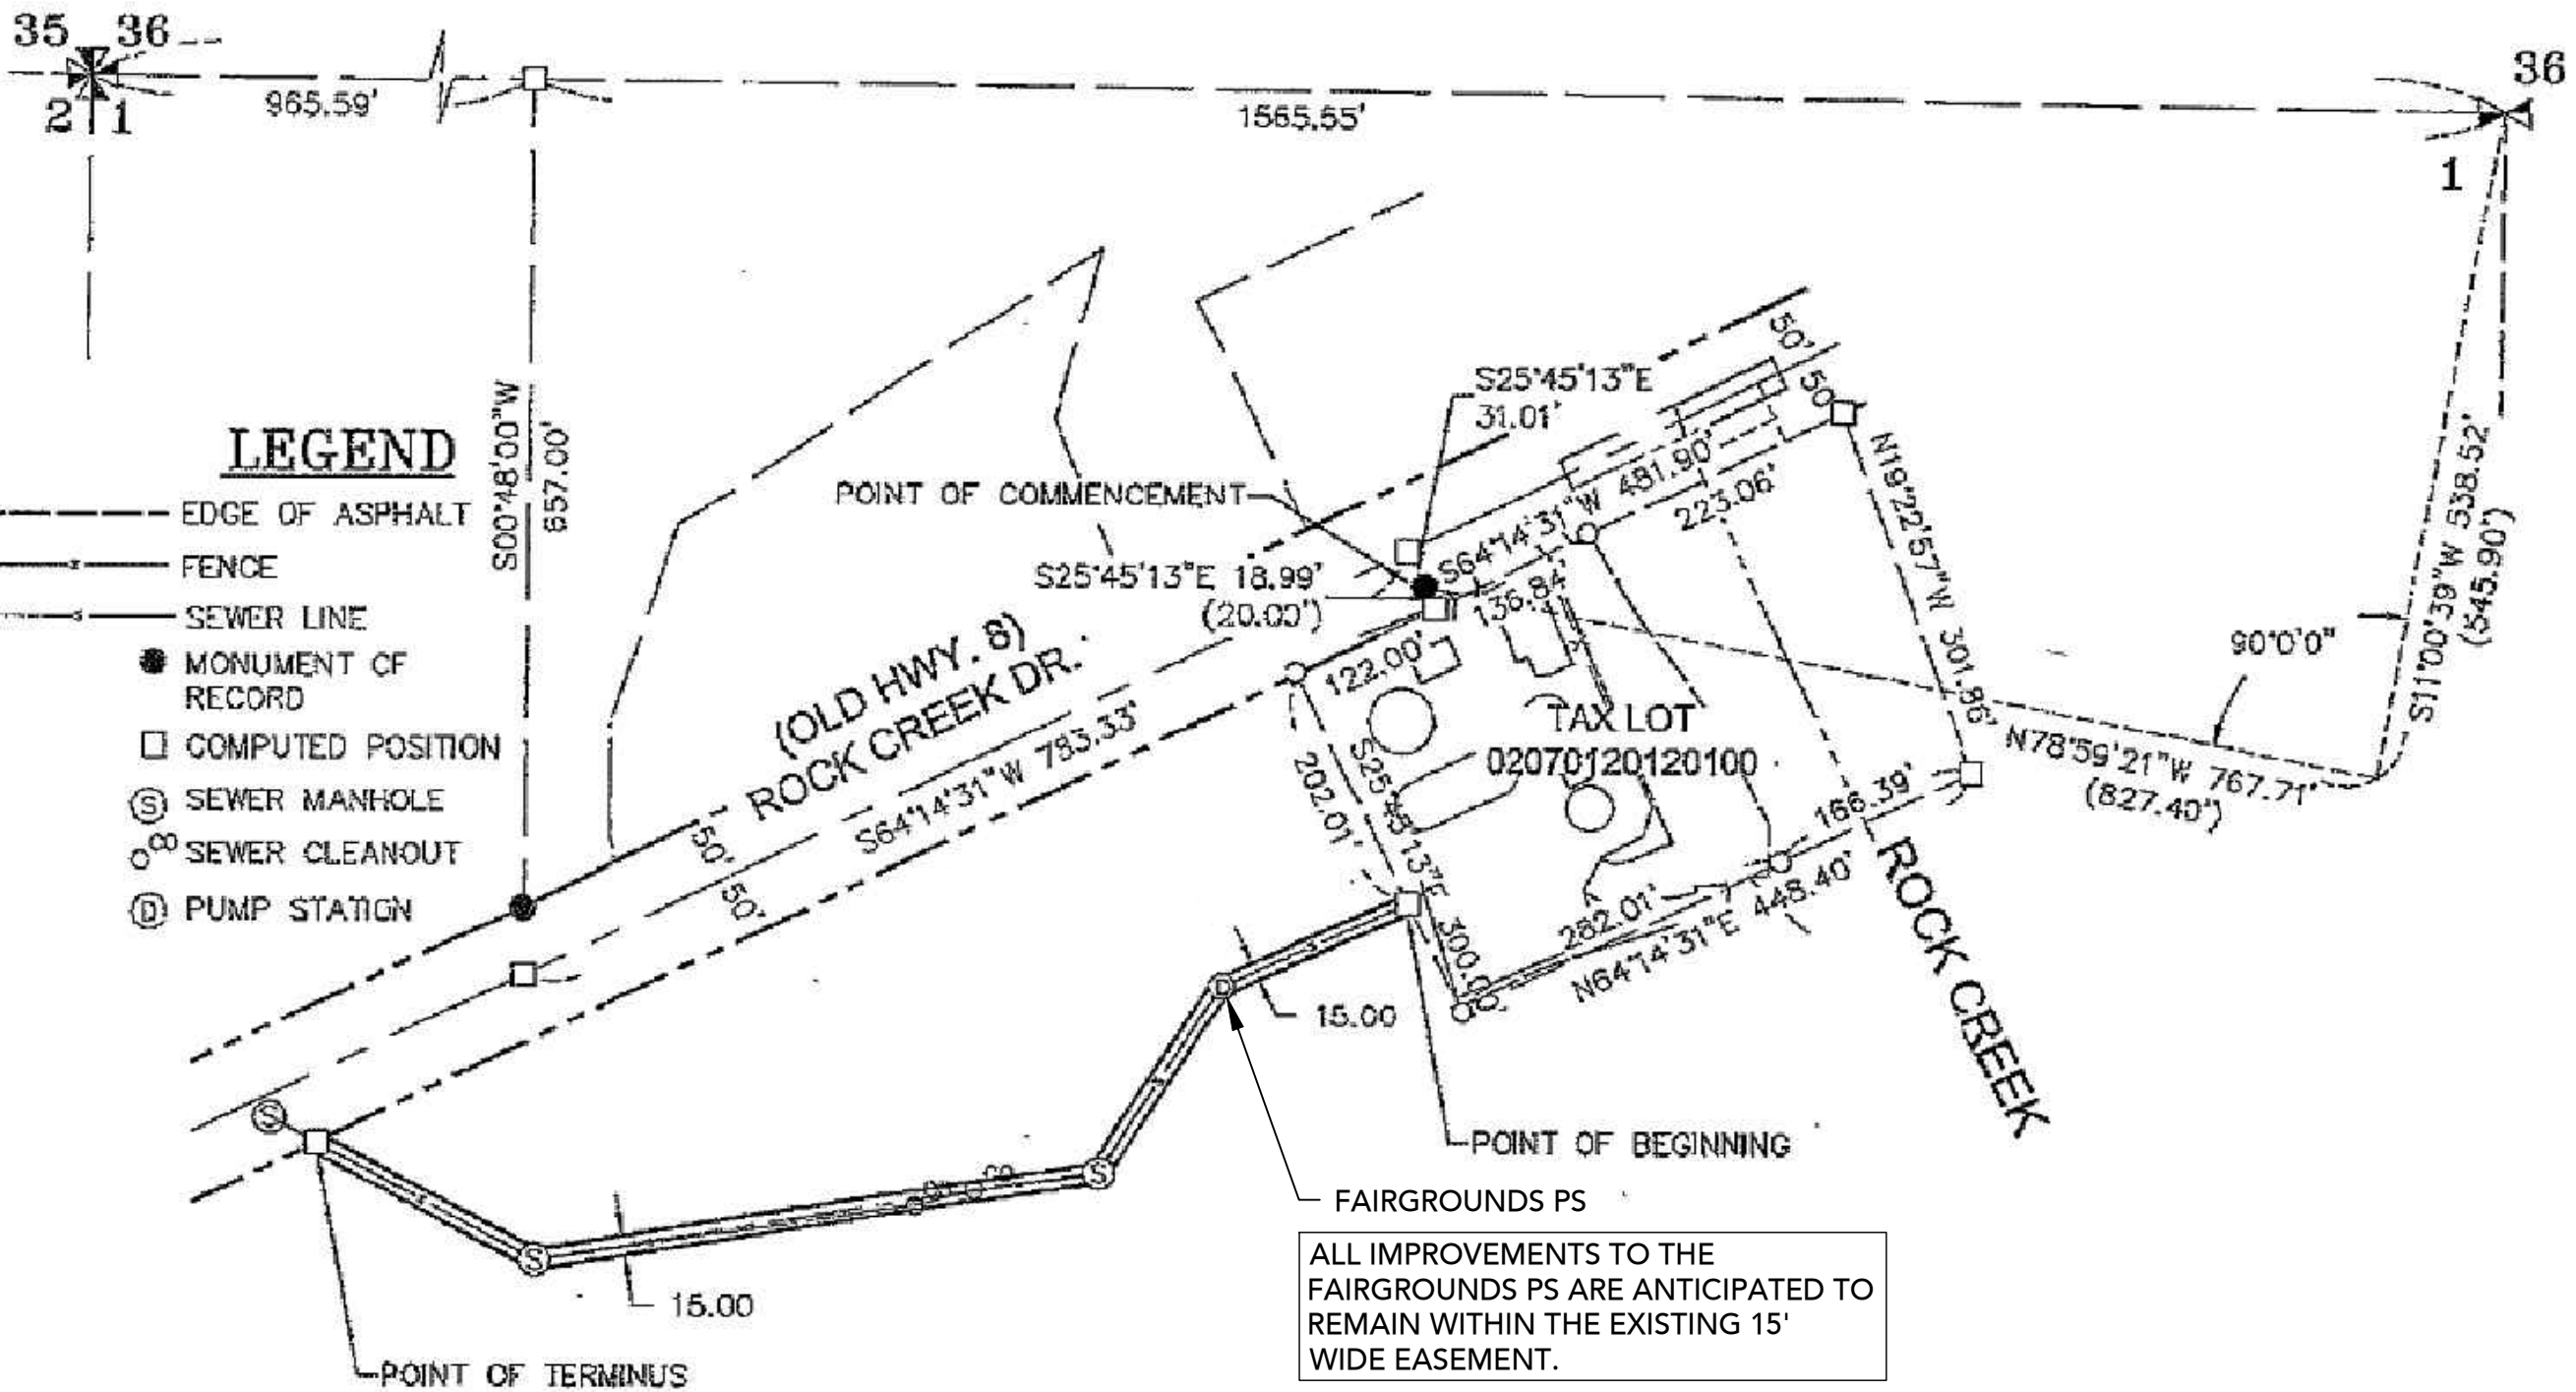 35 36
2 1
965.59'
1565.55'
36
1
S00°48'00"W
657.00'
LEGEND
EDGE OF ASPHALT
FENCE
SEWER LINE
MONUMENT OF
RECORD
COMPUTED POSITION
S SEWER MANHOLE
CO SEWER CLEANOUT
D PUMP STATION
POINT OF COMMENCEMENT
S25°45'13"E
31.01'
S25°45'13"E 18.99'
(20.00')
50'
50'
S64°14'31"W 481.90'
223.06'
136.84'
122.00'
N19°22'57"W 301.86'
S11°00'39"W 538.52'
(545.90')
90°0'0"
N78°59'21"W 767.71'
(827.40')
(OLD HWY. 8)
ROCK CREEK DR.
S64°14'31"W 783.33'
50'
50'
TAX LOT
02070120120100
202.01'
S25°45'13"E 300.00'
166.39'
282.01'
N64°14'31"E 448.40'
ROCK CREEK
D
15.00
S
S
S
CO
15.00
POINT OF BEGINNING
FAIRGROUNDS PS
ALL IMPROVEMENTS TO THE
FAIRGROUNDS PS ARE ANTICIPATED TO
REMAIN WITHIN THE EXISTING 15'
WIDE EASEMENT.
POINT OF TERMINUS